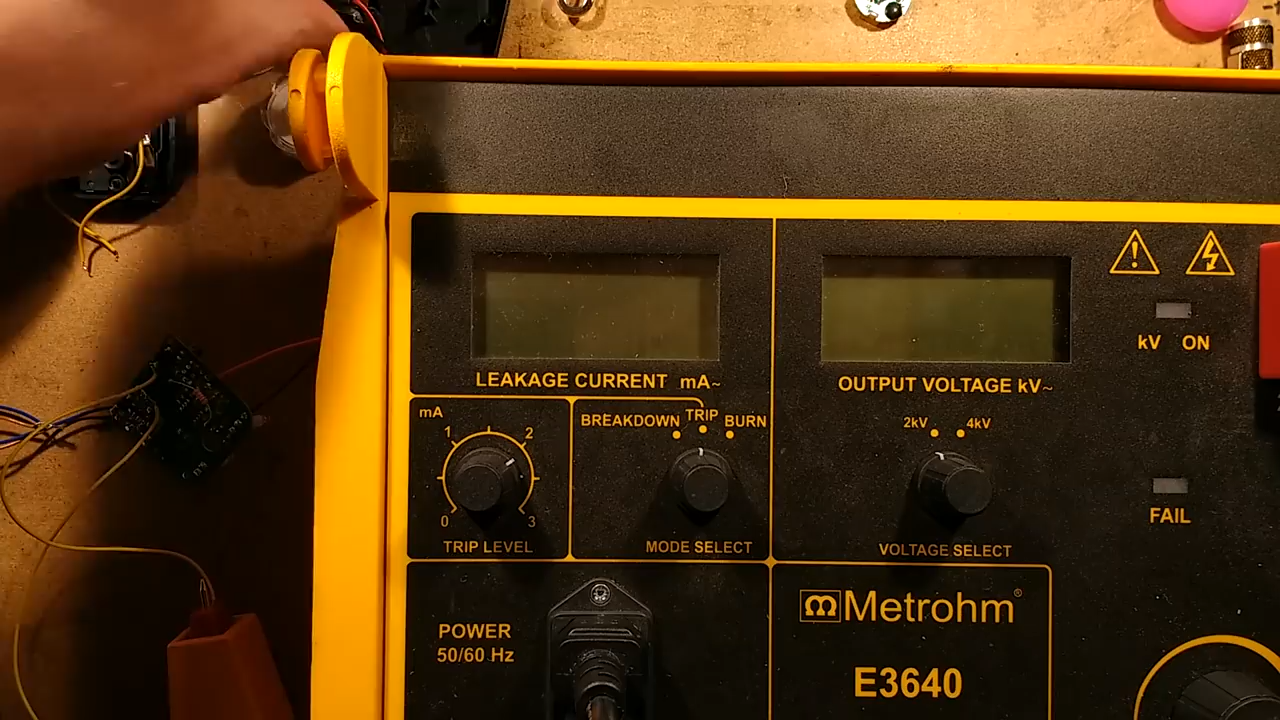 LEAKAGE CURRENT mA~
OUTPUT VOLTAGE kV~
kV ON
mA
0 1 2 3
TRIP LEVEL
BREAKDOWN TRIP BURN
MODE SELECT
2kV 4kV
VOLTAGE SELECT
FAIL
POWER
50/60 Hz
m Metrohm®
E3640